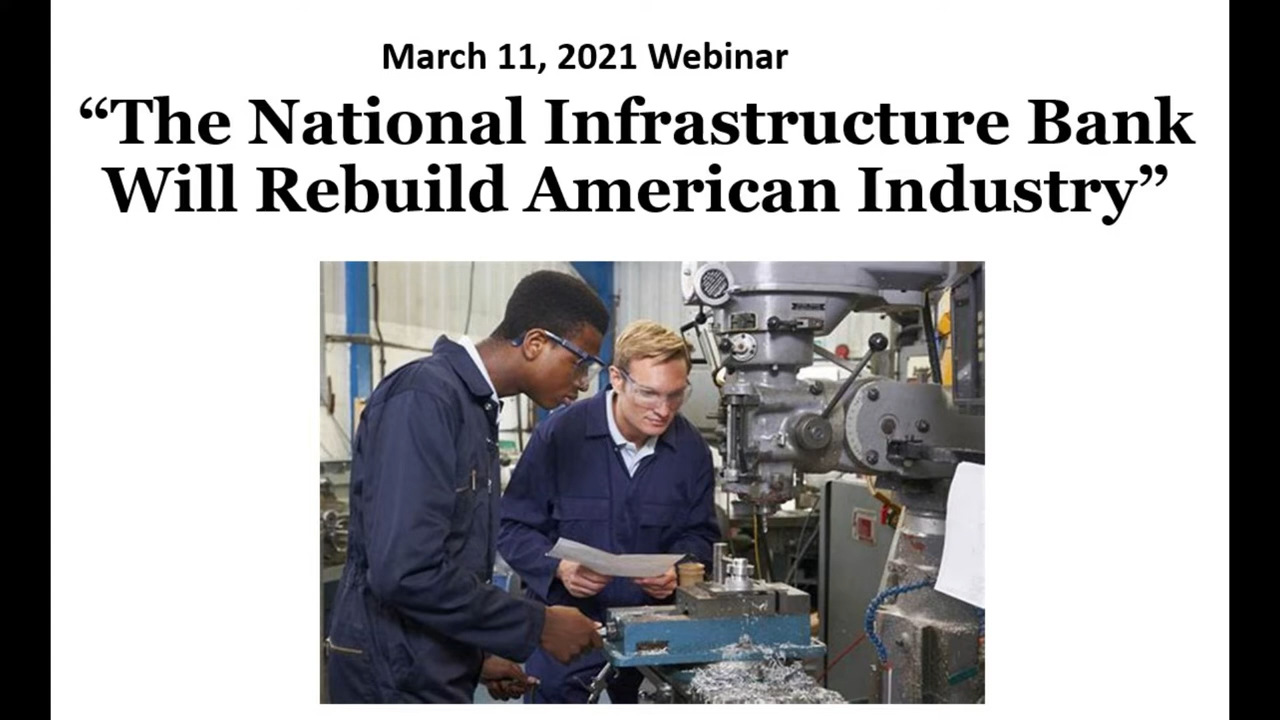 March 11, 2021 Webinar
“The National Infrastructure Bank
Will Rebuild American Industry”